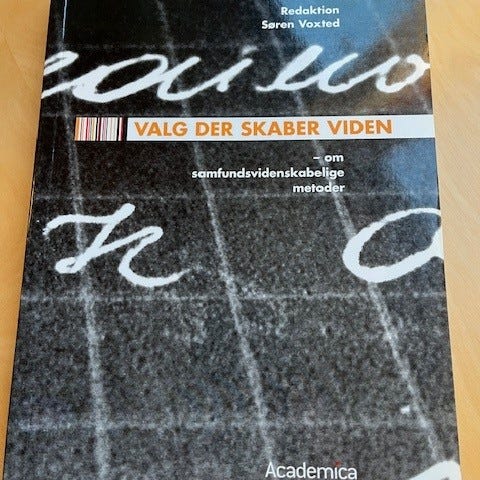 Redaktion
Søren Voxted
VALG DER SKABER VIDEN
– om
samfundsvidenskabelige
metoder
Academica